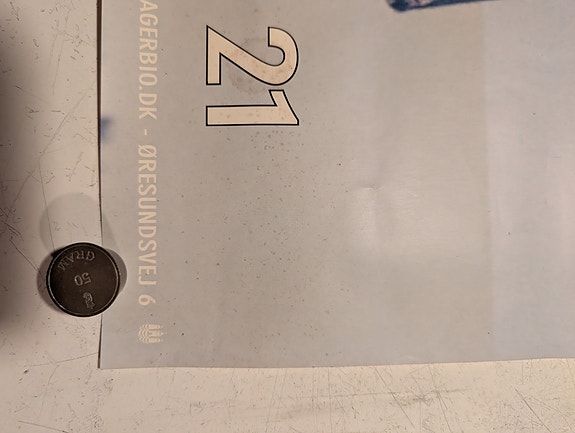 21
AGERBIO.DK - ØRESUNDSVEJ 6
50
GRAM